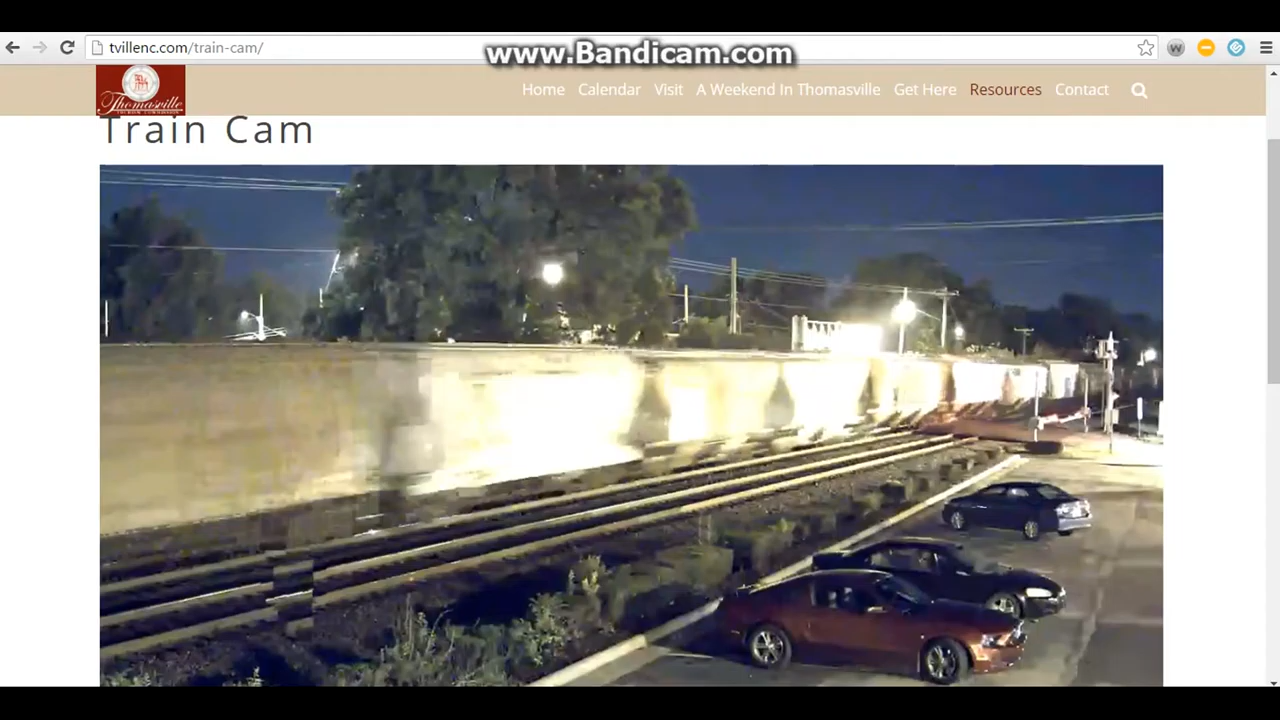 www.Bandicam.com
tvillenc.com/train-cam/
Thomasville
Home Calendar Visit A Weekend In Thomasville Get Here Resources Contact
Train Cam